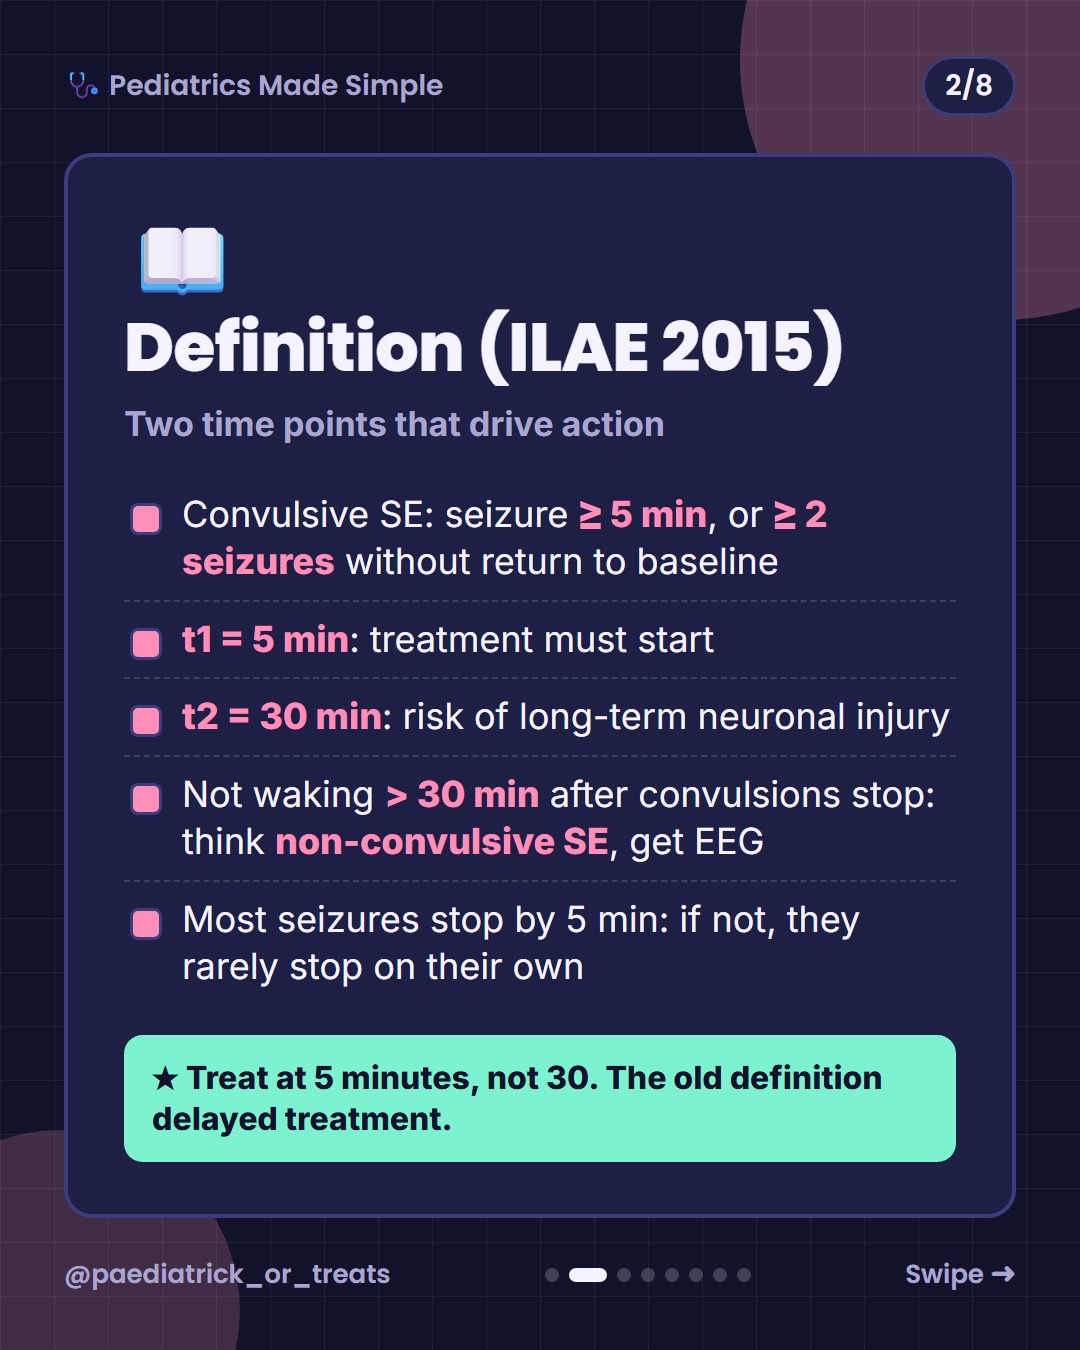 Pediatrics Made Simple
2/8
Definition (ILAE 2015)
Two time points that drive action
Convulsive SE: seizure ≥ 5 min, or ≥ 2
seizures without return to baseline
t1 = 5 min: treatment must start
t2 = 30 min: risk of long-term neuronal injury
Not waking > 30 min after convulsions stop:
think non-convulsive SE, get EEG
Most seizures stop by 5 min: if not, they
rarely stop on their own
★ Treat at 5 minutes, not 30. The old definition
delayed treatment.
@paediatrick_or_treats
Swipe ➜